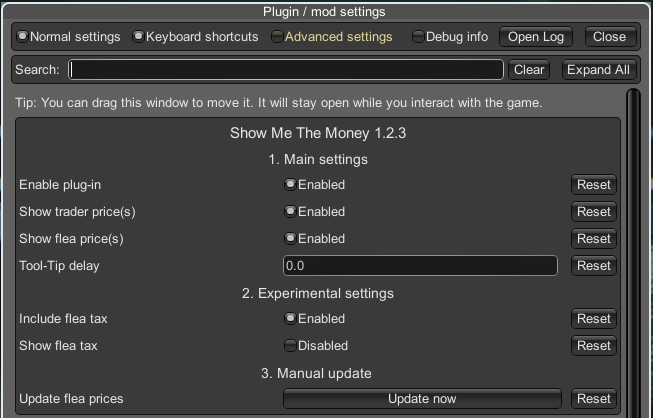 Plugin / mod settings
Normal settings Keyboard shortcuts Advanced settings Debug info Open Log Close
Search: Clear Expand All
Tip: You can drag this window to move it. It will stay open while you interact with the game.
Show Me The Money 1.2.3
1. Main settings
Enable plug-in Enabled Reset
Show trader price(s) Enabled Reset
Show flea price(s) Enabled Reset
Tool-Tip delay 0.0 Reset
2. Experimental settings
Include flea tax Enabled Reset
Show flea tax Disabled Reset
3. Manual update
Update flea prices Update now Reset